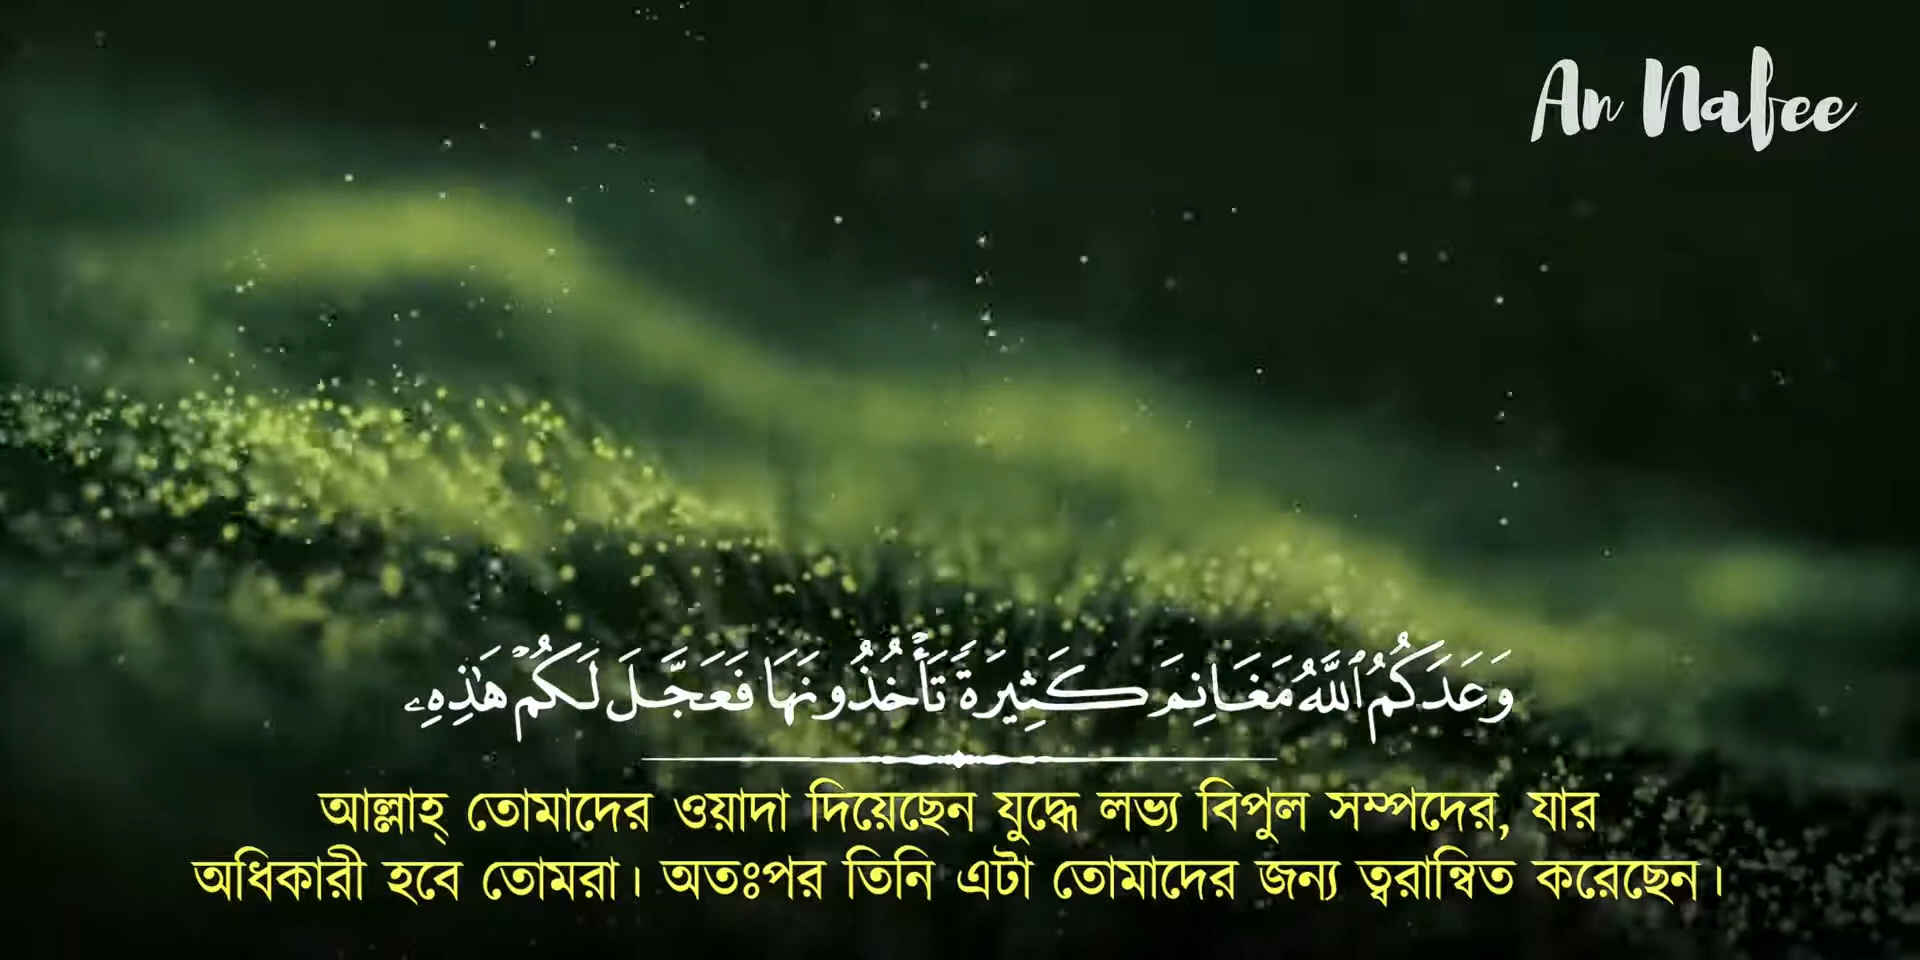 An Nafee
وَعَدَكُمُ ٱللَّهُ مَغَانِمَ كَثِيرَةً تَأْخُذُونَهَا فَعَجَّلَ لَكُمْ هَٰذِهِۦ
আল্লাহ্ তোমাদের ওয়াদা দিয়েছেন যুদ্ধে লভ্য বিপুল সম্পদের, যার
অধিকারী হবে তোমরা। অতঃপর তিনি এটা তোমাদের জন্য ত্বরান্বিত করেছেন।